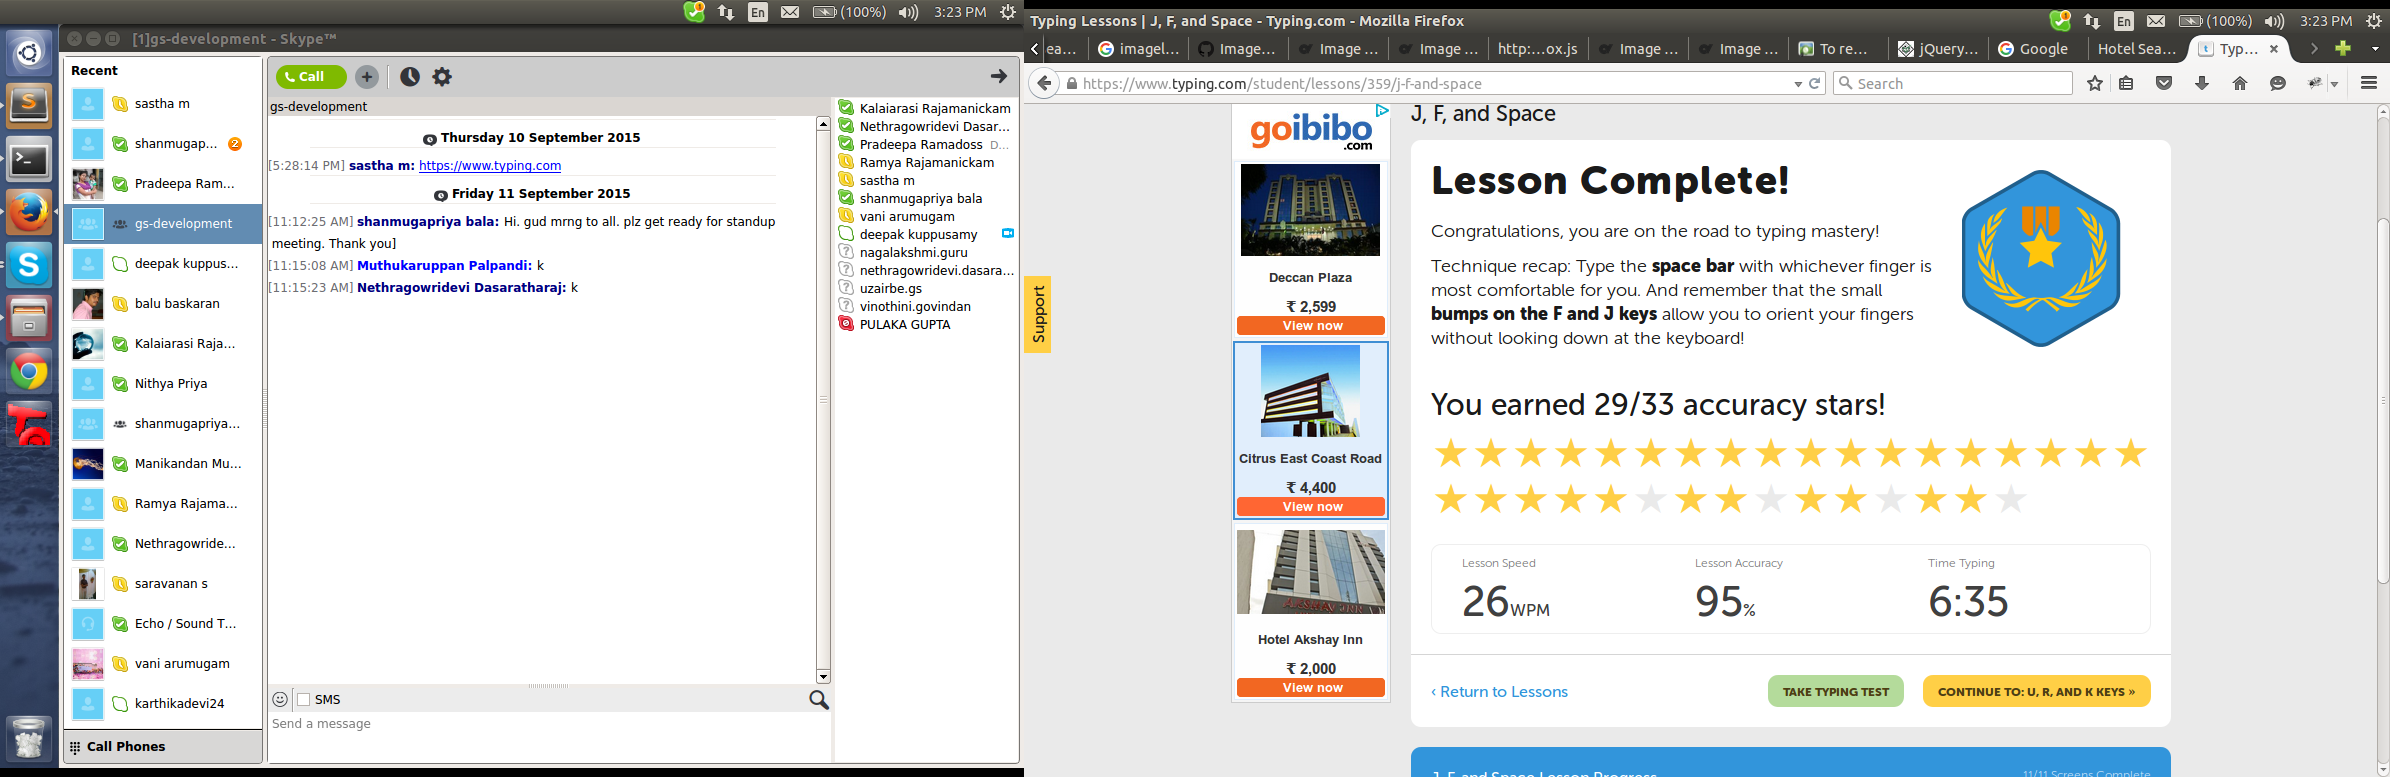 En (100%) 3:23 PM
[1]gs-development - Skype™
Recent
sastha m
shanmugap... 2
Pradeepa Ram...
gs-development
deepak kuppus...
balu baskaran
Kalaiarasi Raja...
Nithya Priya
shanmugapriya...
Manikandan Mu...
Ramya Rajama...
Nethragowride...
saravanan s
Echo / Sound T...
vani arumugam
karthikadevi24
Call Phones
Call
gs-development
Thursday 10 September 2015
[5:28:14 PM] sastha m: https://www.typing.com
Friday 11 September 2015
[11:12:25 AM] shanmugapriya bala: Hi. gud mrng to all. plz get ready for standup
meeting. Thank you]
[11:15:08 AM] Muthukaruppan Palpandi: k
[11:15:23 AM] Nethragowridevi Dasaratharaj: k
SMS
Send a message
Kalaiarasi Rajamanickam
Nethragowridevi Dasar...
Pradeepa Ramadoss D...
Ramya Rajamanickam
sastha m
shanmugapriya bala
vani arumugam
deepak kuppusamy
nagalakshmi.guru
nethragowridevi.dasara...
uzairbe.gs
vinothini.govindan
PULAKA GUPTA
Typing Lessons | J, F, and Space - Typing.com - Mozilla Firefox
En (100%) 3:23 PM
ea... imagel... Image... Image ... Image ... http:...ox.js Image ... Image ... To re... jQuery... Google Hotel Sea... Typ...
https://www.typing.com/student/lessons/359/j-f-and-space
Search
Support
goibibo
.com
Deccan Plaza
₹ 2,599
View now
Citrus East Coast Road
₹ 4,400
View now
Hotel Akshay Inn
₹ 2,000
View now
J, F, and Space
Lesson Complete!
Congratulations, you are on the road to typing mastery!
Technique recap: Type the space bar with whichever finger is
most comfortable for you. And remember that the small
bumps on the F and J keys allow you to orient your fingers
without looking down at the keyboard!
You earned 29/33 accuracy stars!
Lesson Speed Lesson Accuracy Time Typing
26WPM 95% 6:35
‹ Return to Lessons
TAKE TYPING TEST
CONTINUE TO: U, R, AND K KEYS »
J, F, and Space Lesson Progress
11/11 Screens Complete